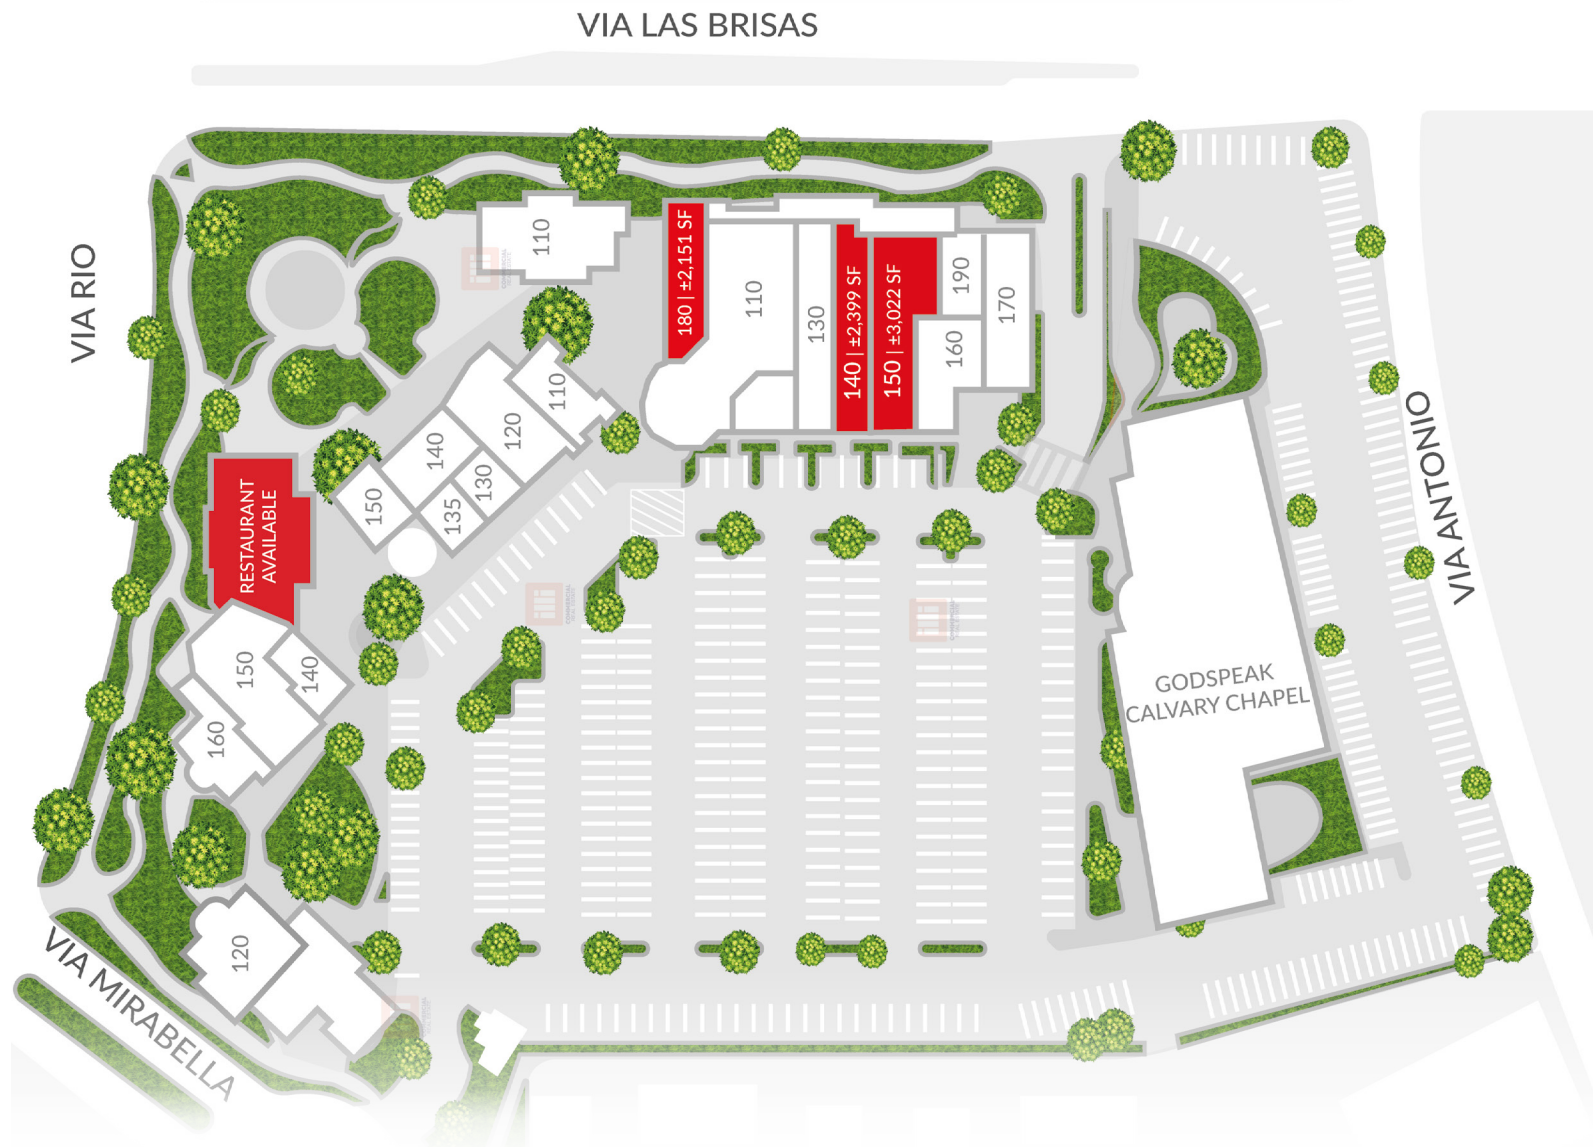 VIA LAS BRISAS
VIA RIO
110
180 | ±2,151 SF
110
130
140 | ±2,399 SF
150 | ±3,022 SF
190
160
170
110
120
140
130
135
150
RESTAURANT
AVAILABLE
150
140
160
120
VIA MIRABELLA
GODSPEAK
CALVARY CHAPEL
VIA ANTONIO